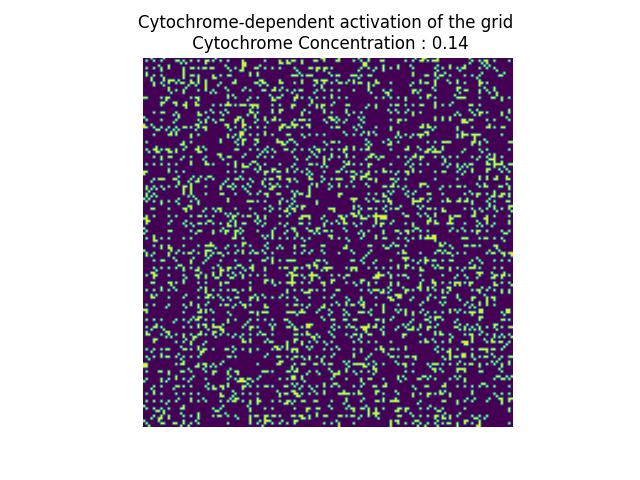 Cytochrome-dependent activation of the grid
Cytochrome Concentration : 0.14